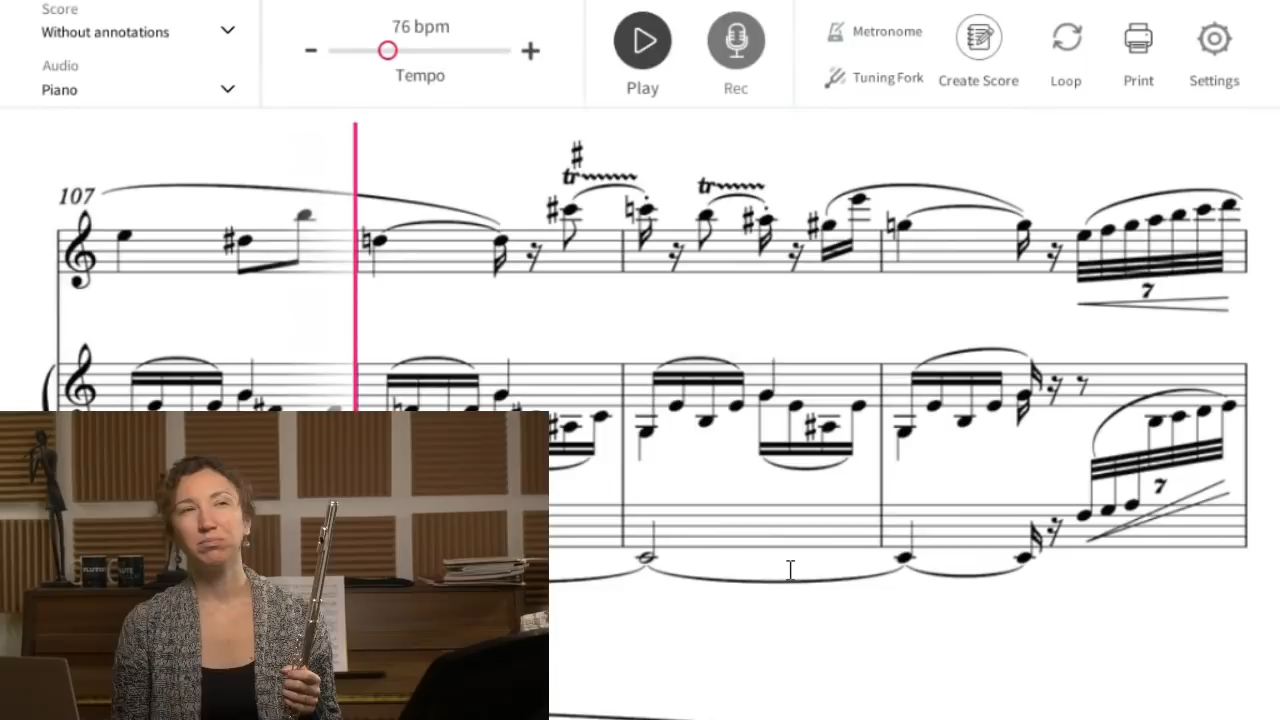 Score
Without annotations
Audio
Piano
76 bpm
Tempo
Play
Rec
Metronome
Tuning Fork
Create Score
Loop
Print
Settings
107
tr
tr
7
7
FLUTE